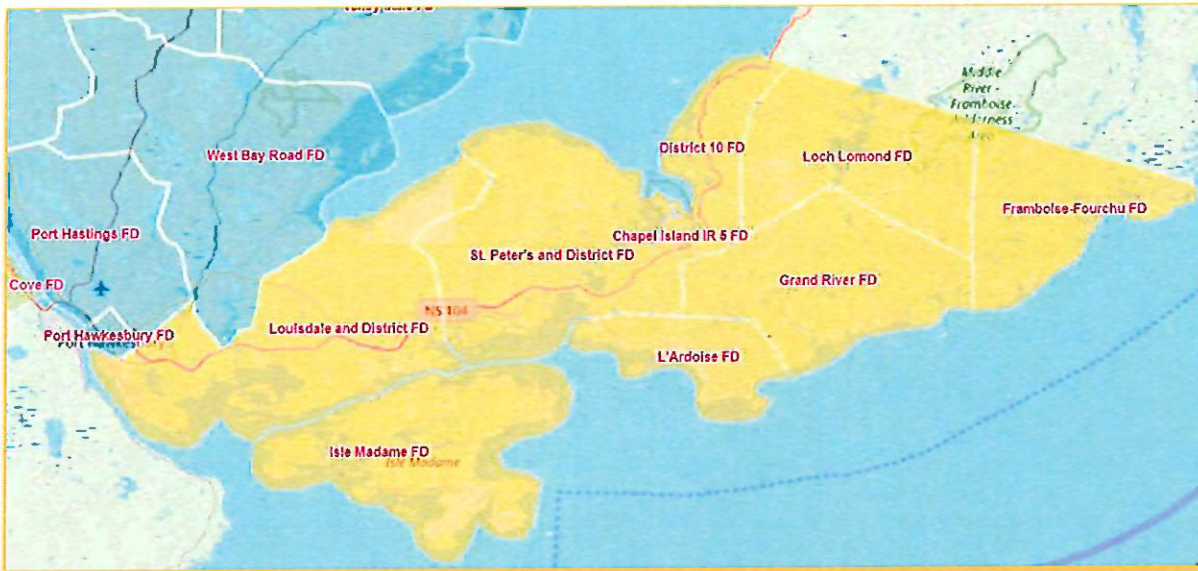 Middle
River -
Framboise
Wilderness
Area
District 10 FD
Loch Lomond FD
West Bay Road FD
Framboise-Fourchu FD
Port Hastings FD
Chapel Island IR 5 FD
St. Peter's and District FD
Grand River FD
Cove FD
NS 104
Port Hawkesbury FD
Port Hawkesbury
Louisdale and District FD
L'Ardoise FD
Isle Madame FD
Isle Madame